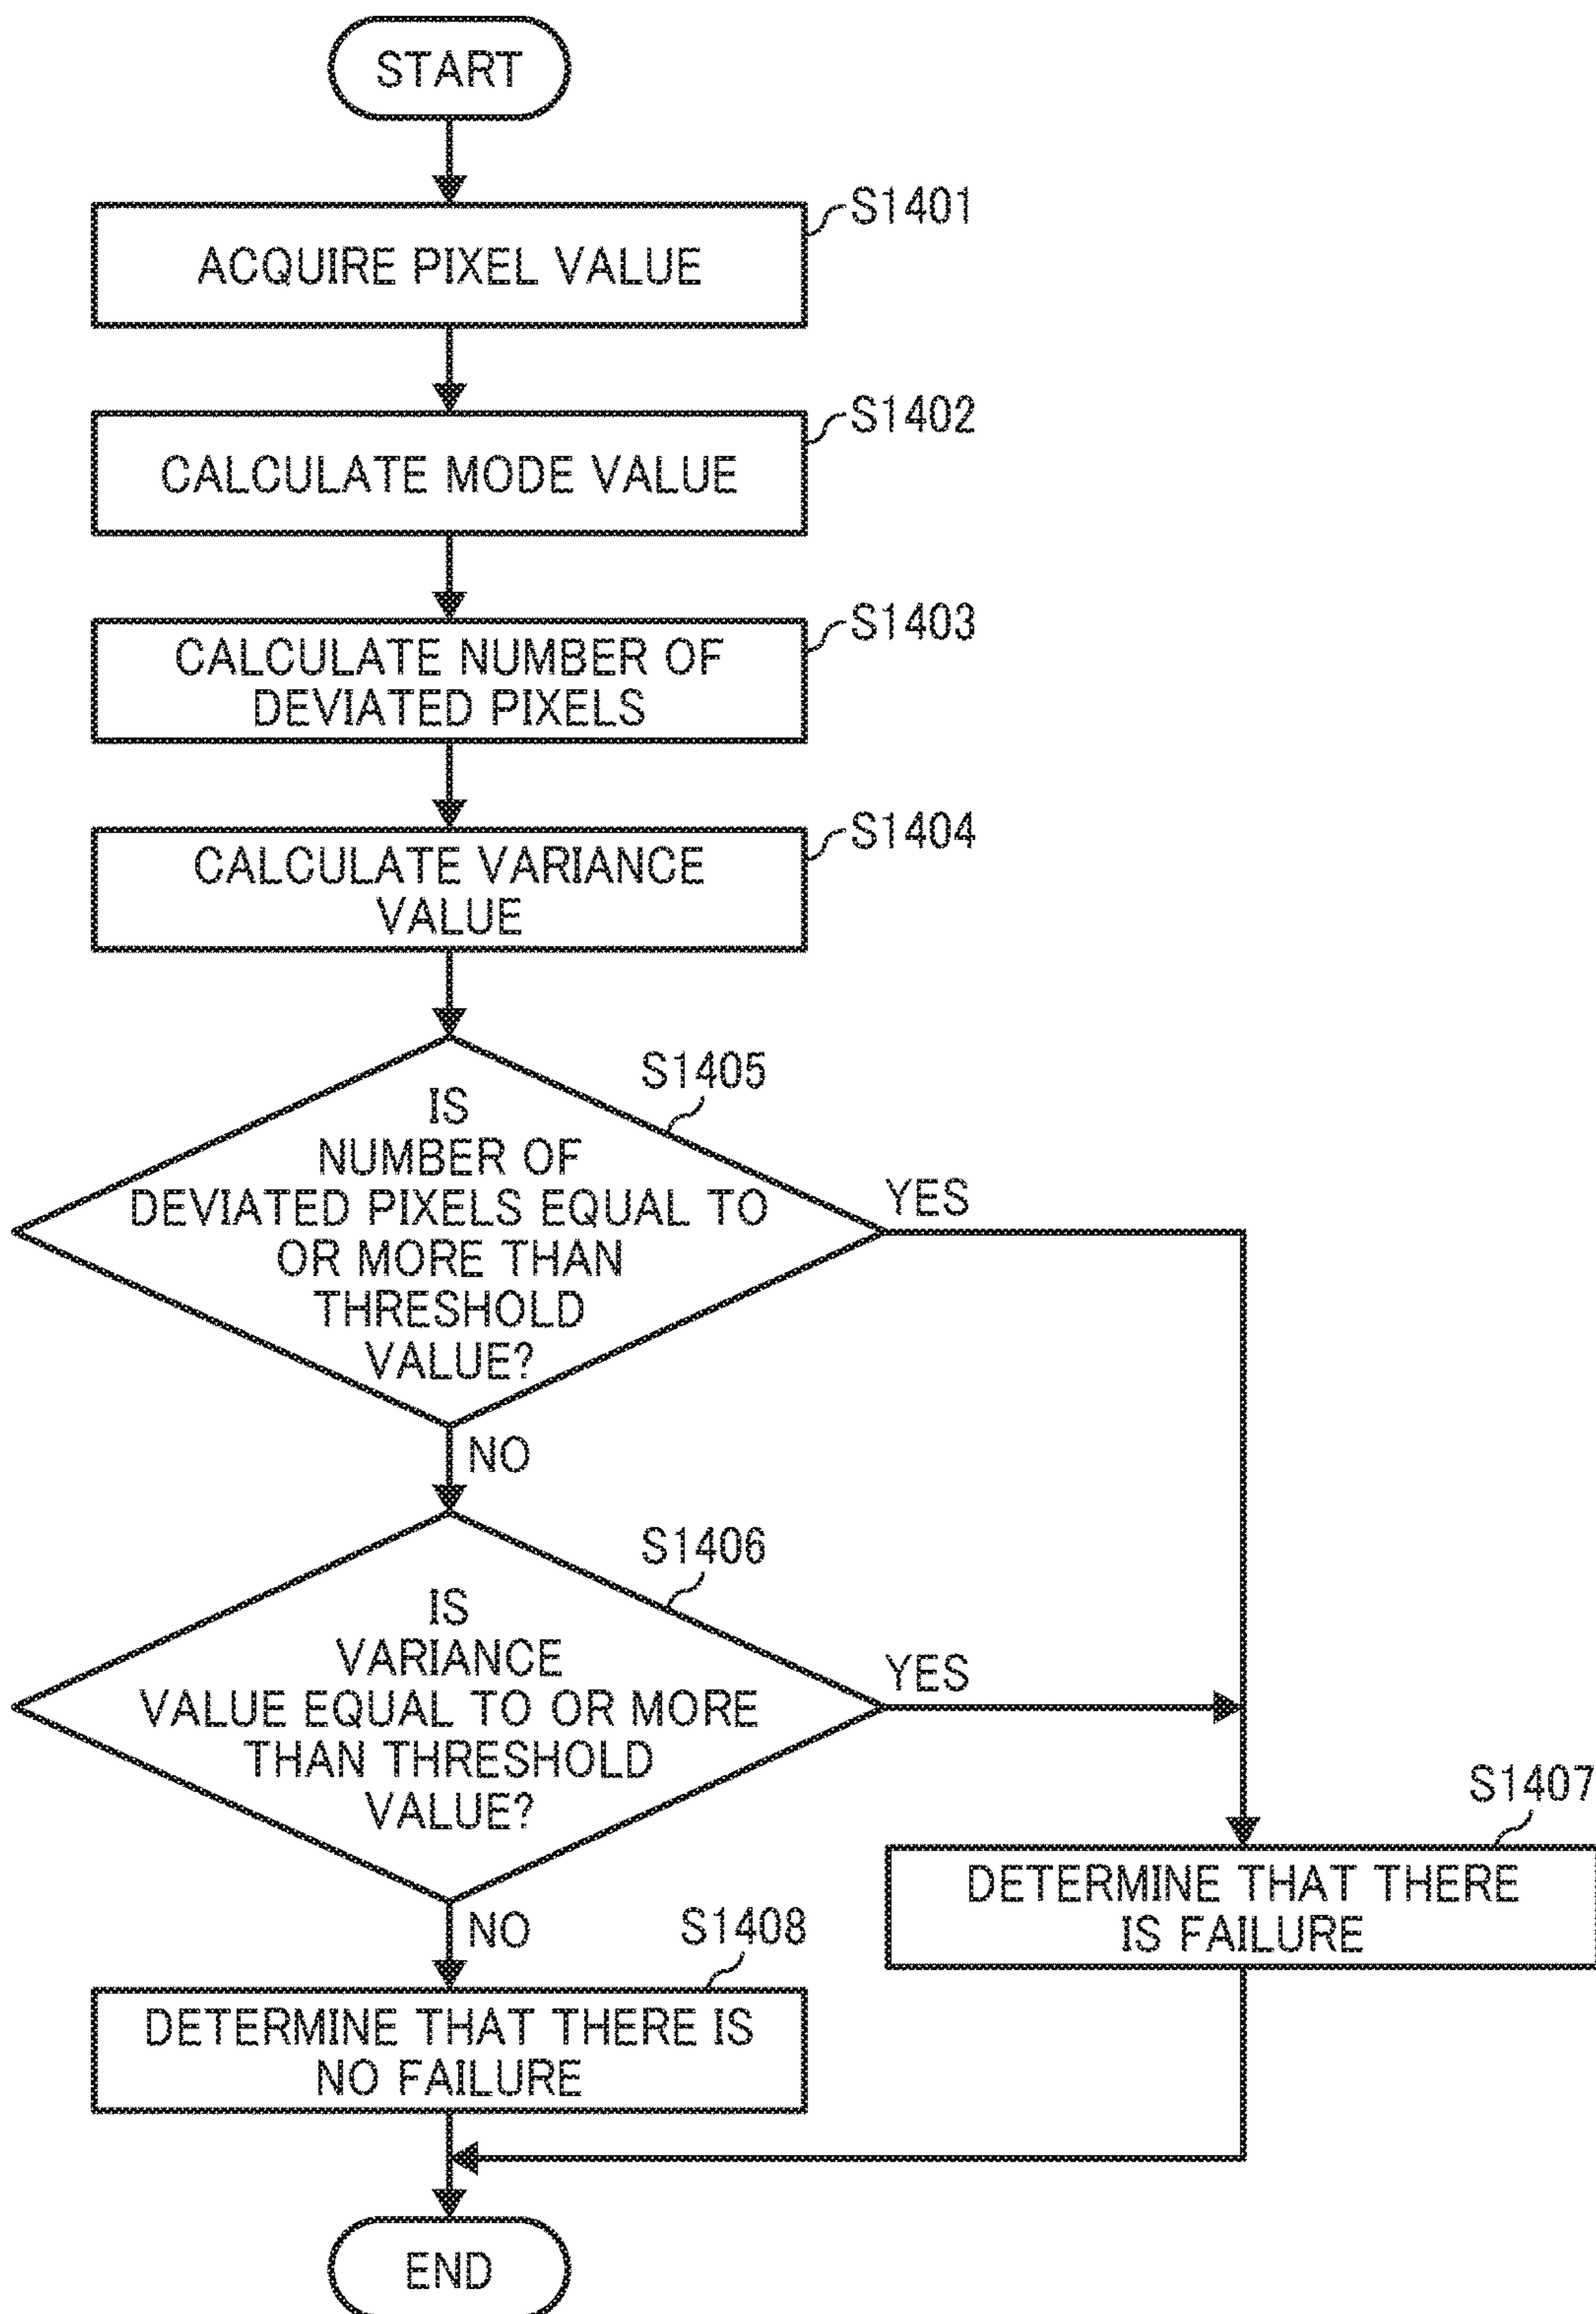 START
S1401
ACQUIRE PIXEL VALUE
S1402
CALCULATE MODE VALUE
S1403
CALCULATE NUMBER OF
DEVIATED PIXELS
S1404
CALCULATE VARIANCE
VALUE
S1405
IS
NUMBER OF
DEVIATED PIXELS EQUAL TO
OR MORE THAN
THRESHOLD
VALUE?
YES
NO
S1406
IS
VARIANCE
VALUE EQUAL TO OR MORE
THAN THRESHOLD
VALUE?
YES
S1407
DETERMINE THAT THERE
IS FAILURE
NO
S1408
DETERMINE THAT THERE IS
NO FAILURE
END